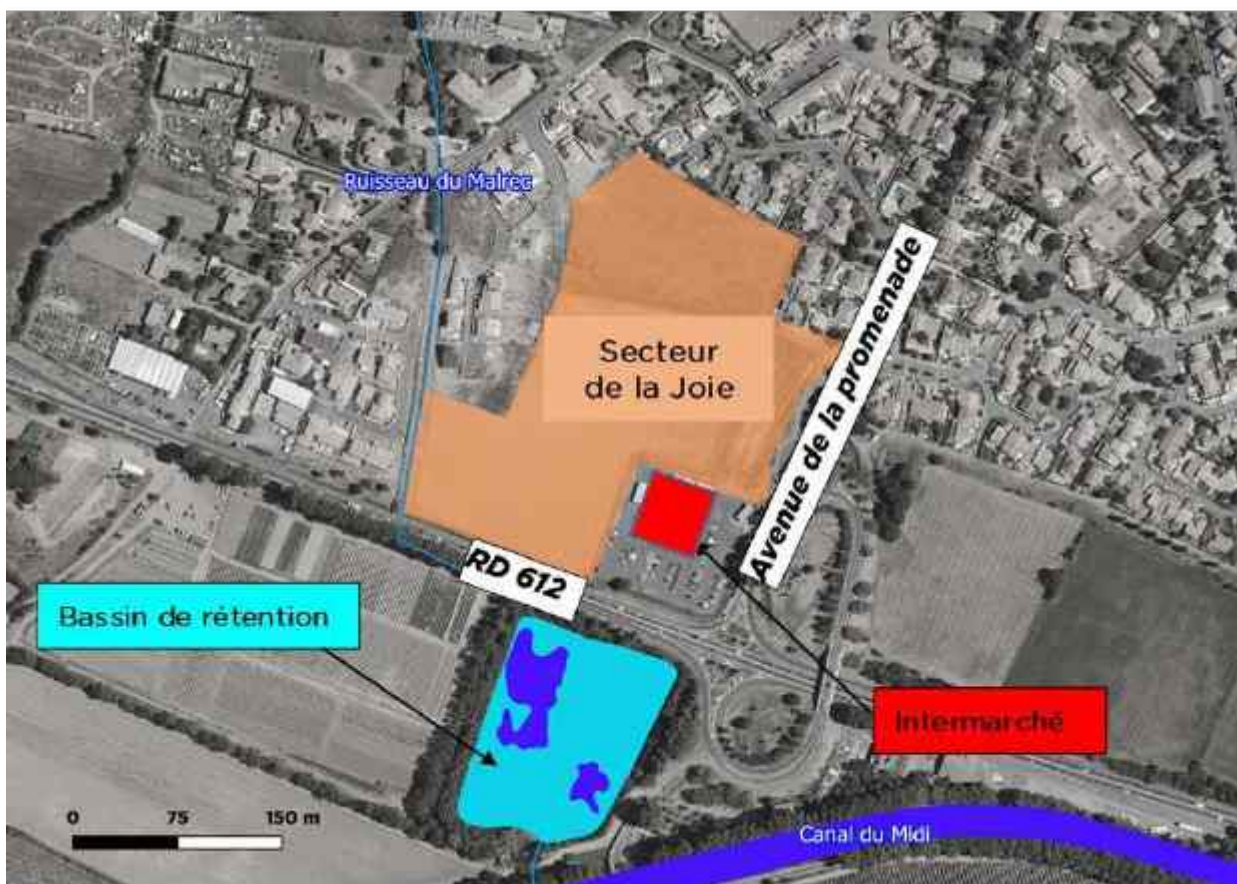 Ruisseau du Malrec
Secteur
de la Joie
Avenue de la promenade
RD 612
Bassin de rétention
Intermarché
0 75 150 m
Canal du Midi